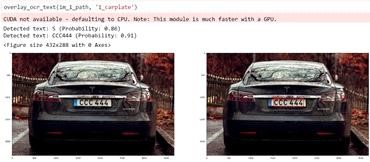 overlay_ocr_text(im_1_path, '1_carplate')
CUDA not available - defaulting to CPU. Note: This module is much faster with a GPU.
Detected text: S (Probability: 0.86)
Detected text: CCC444 (Probability: 0.91)
<Figure size 432x288 with 0 Axes>
CCC 444
CCC 444